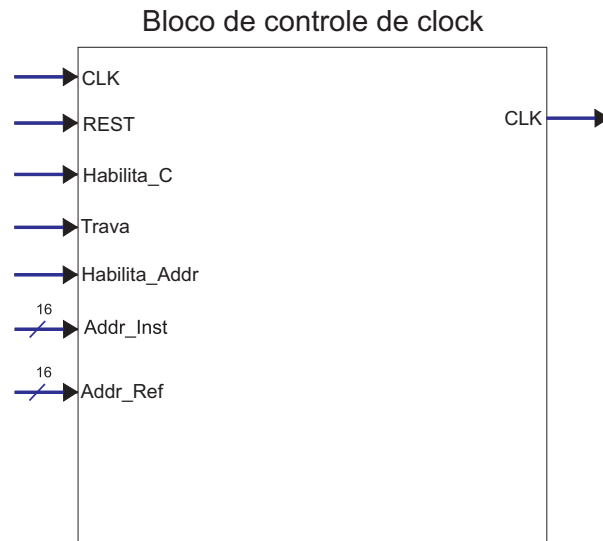 Bloco de controle de clock
CLK
CLK
REST
Habilita_C
Trava
Habilita_Addr
16
Addr_Inst
16
Addr_Ref